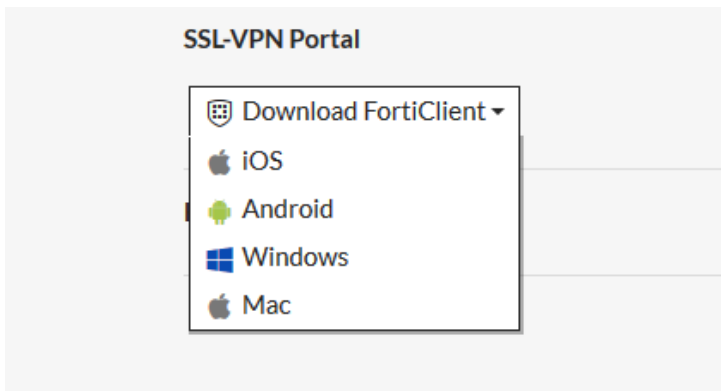 SSL-VPN Portal
Download FortiClient
iOS
Android
Windows
Mac